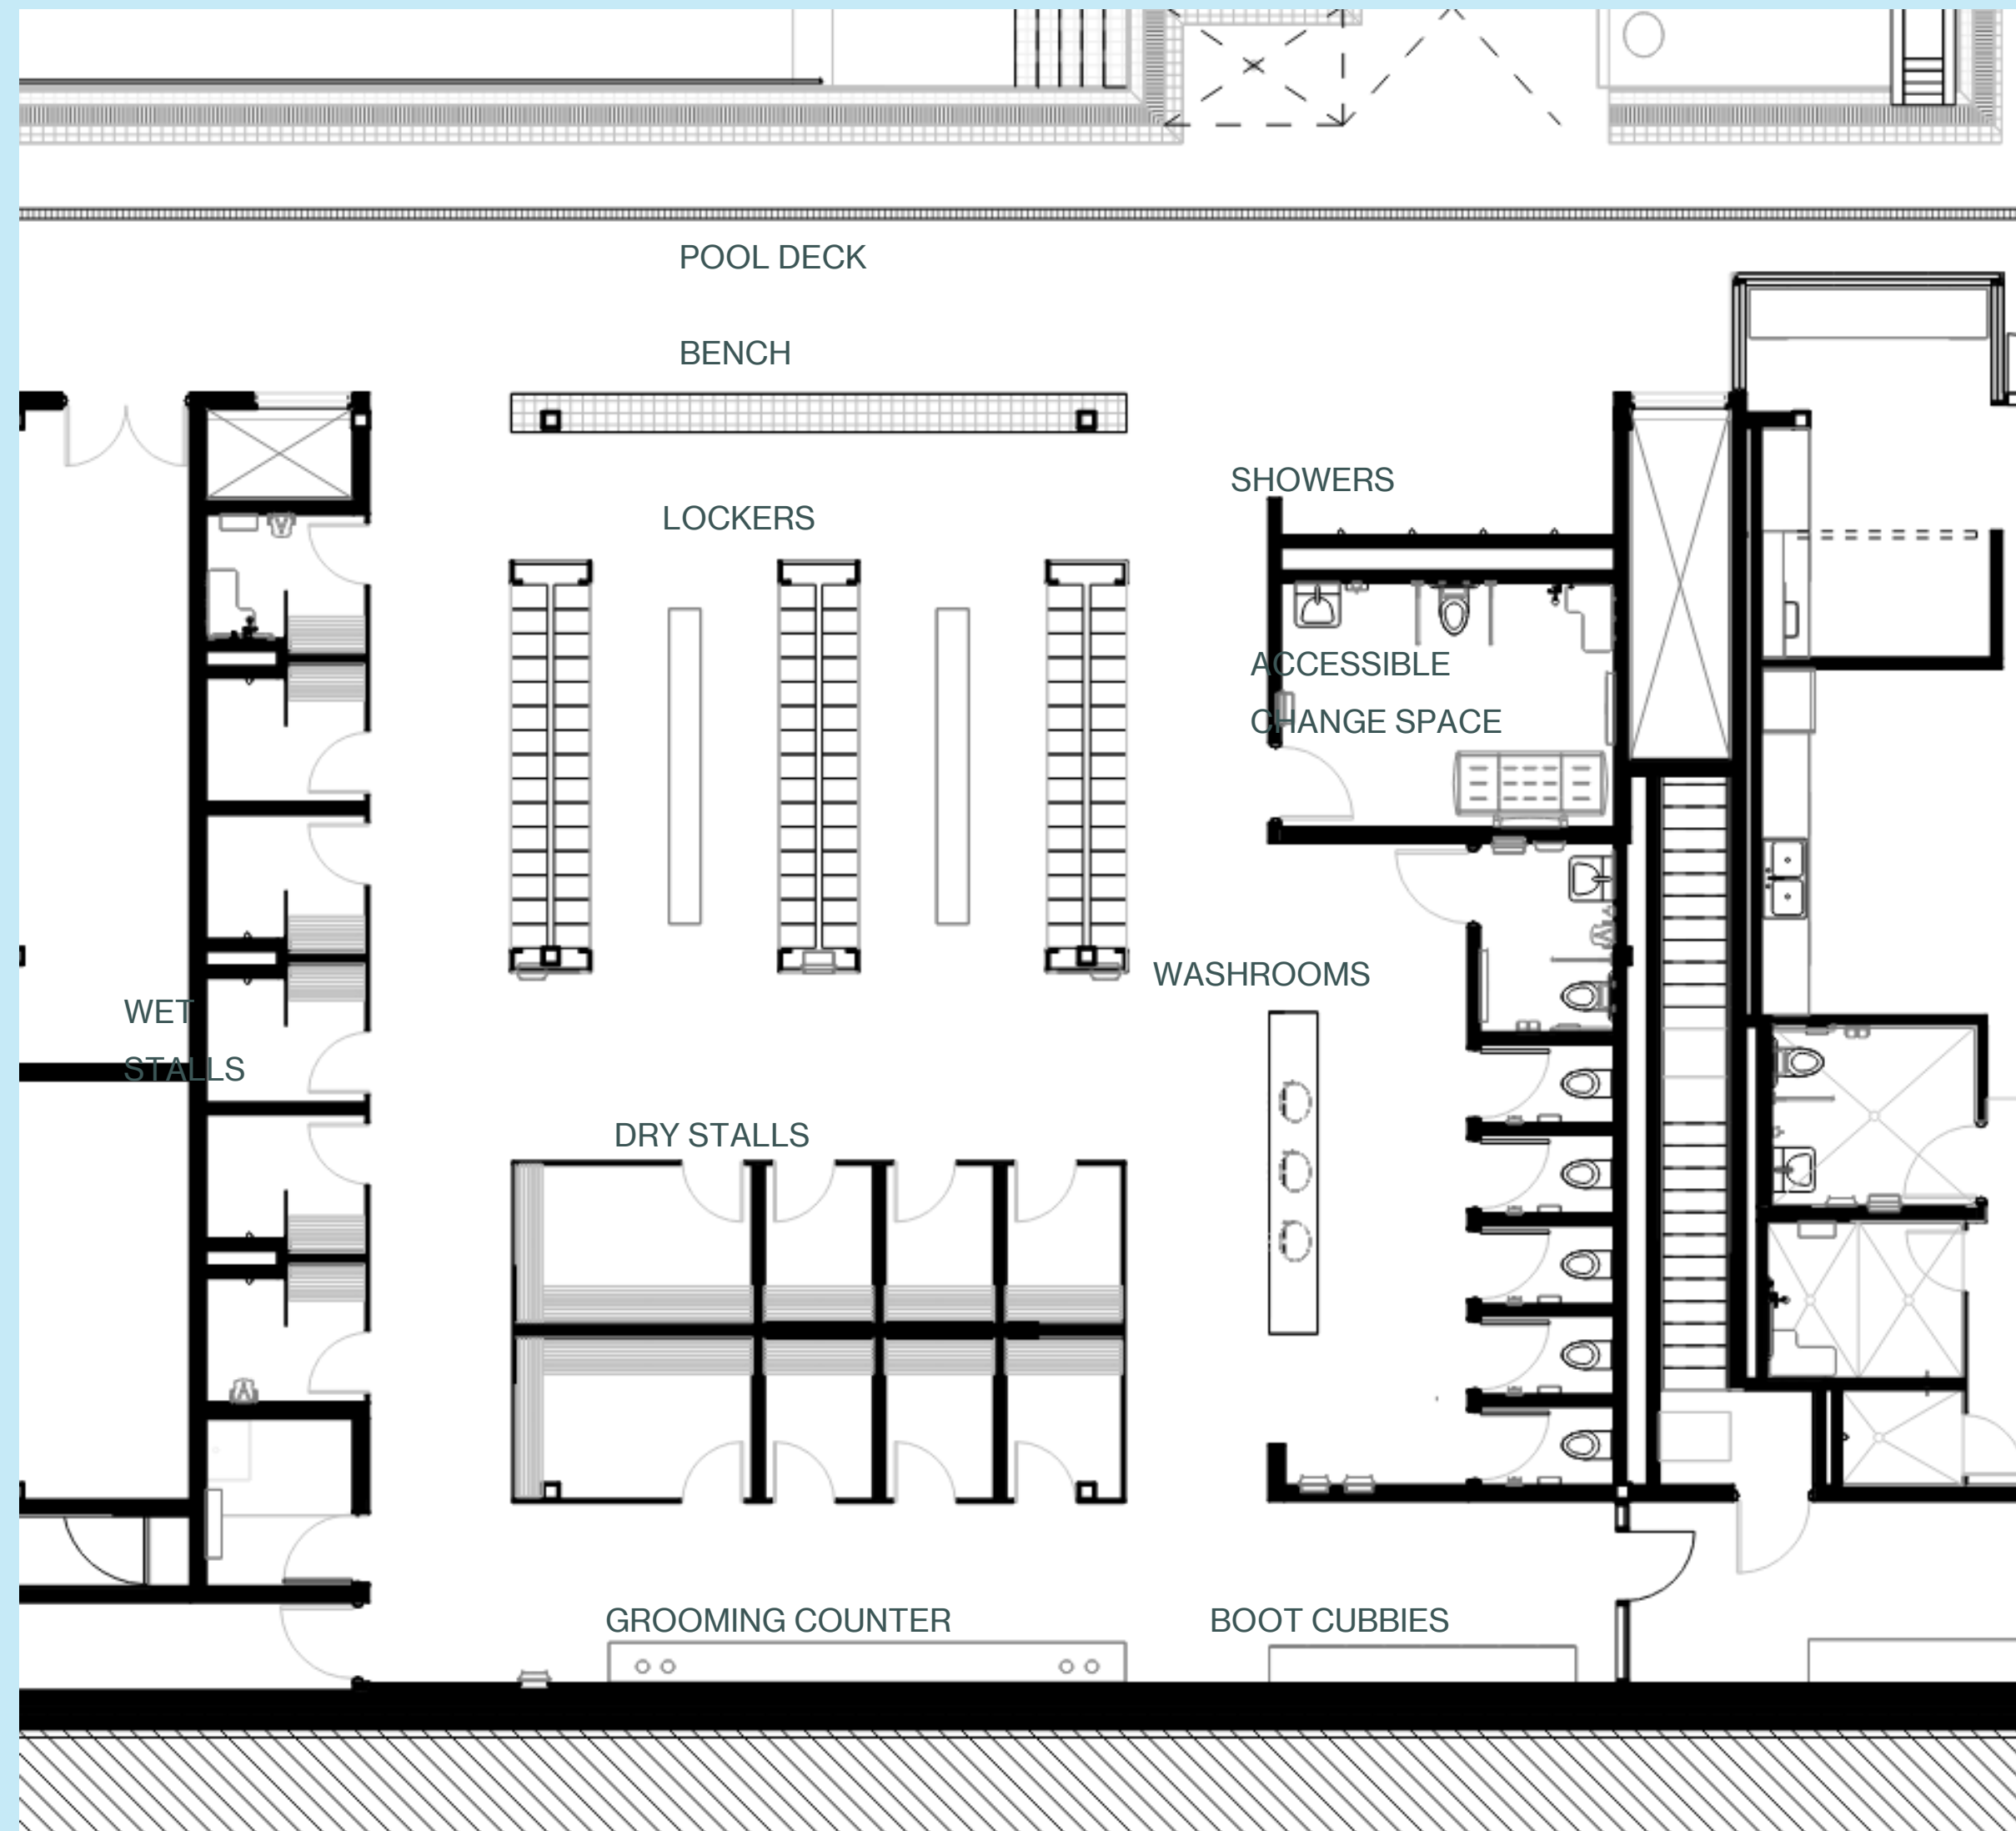 POOL DECK
BENCH
SHOWERS
LOCKERS
ACCESSIBLE
CHANGE SPACE
WASHROOMS
WET
STALLS
DRY STALLS
GROOMING COUNTER
BOOT CUBBIES